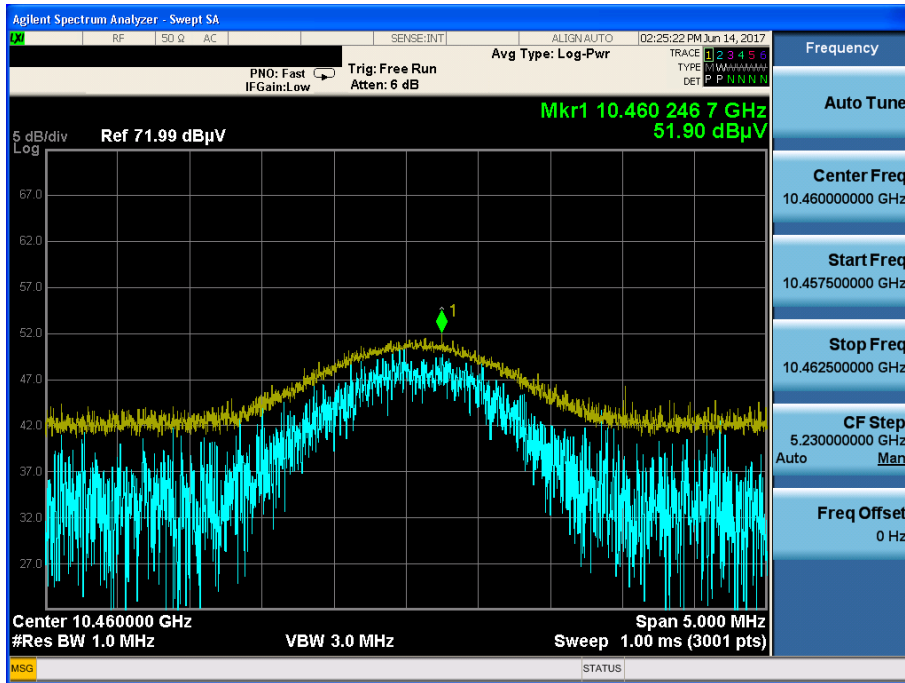 Agilent Spectrum Analyzer - Swept SA
LXI RF 50 Ω AC SENSE:INT ALIGN AUTO 02:25:22 PM Jun 14, 2017
Frequency
Avg Type: Log-Pwr
TRACE 1 2 3 4 5 6
PNO: Fast Trig: Free Run
TYPE M W W W W W
IFGain:Low Atten: 6 dB
DET P P N N N N
Auto Tune
Mkr1 10.460 246 7 GHz
51.90 dBµV
5 dB/div Ref 71.99 dBµV
Log
67.0
62.0
57.0
52.0
47.0
42.0
37.0
32.0
27.0
1
Center Freq
10.460000000 GHz
Start Freq
10.457500000 GHz
Stop Freq
10.462500000 GHz
CF Step
5.230000000 GHz
Auto Man
Freq Offset
0 Hz
Center 10.460000 GHz Span 5.000 MHz
#Res BW 1.0 MHz VBW 3.0 MHz Sweep 1.00 ms (3001 pts)
MSG STATUS